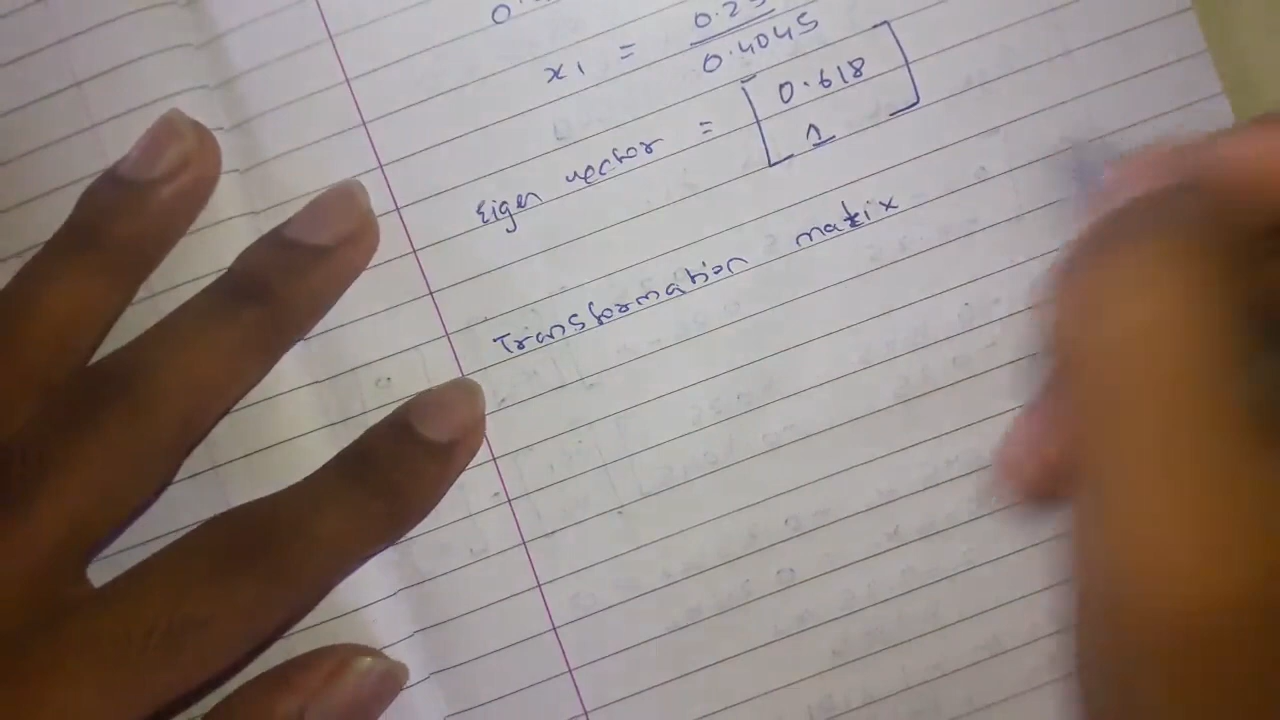 x₁ = 0.25 / 0.4045
Eigen vector = [0.618
1]
Transformation matrix